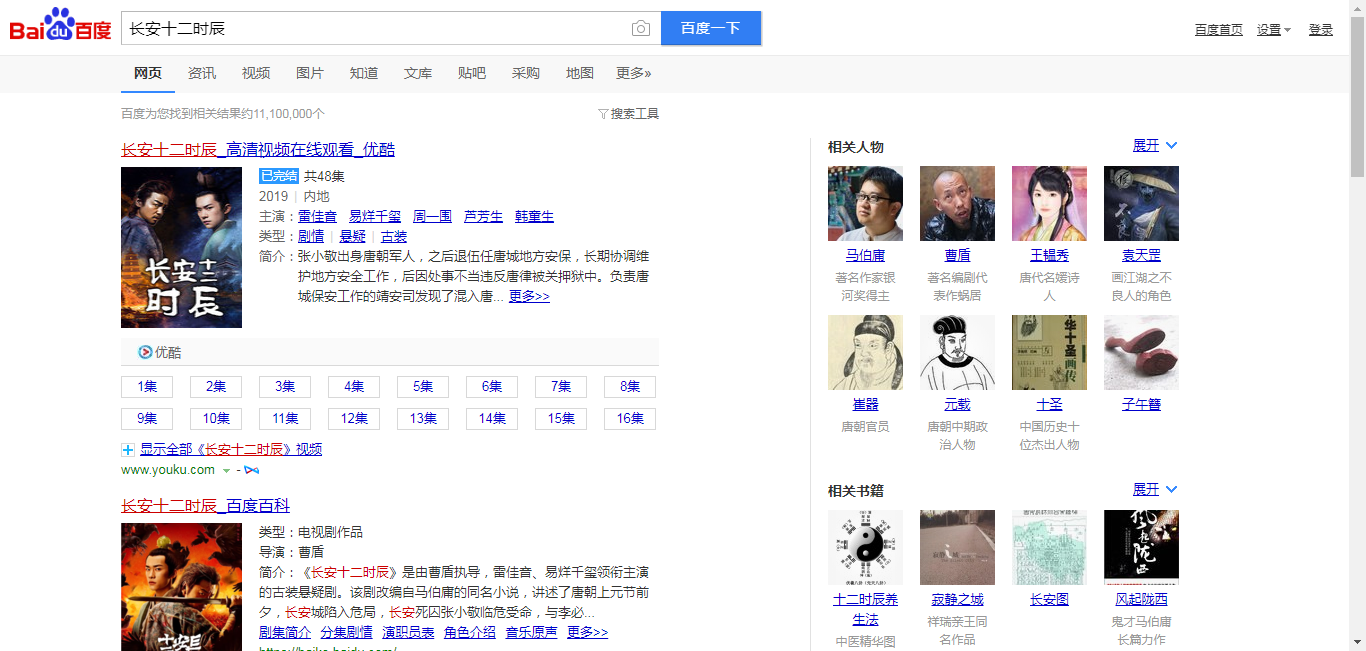 Bai du 百度
长安十二时辰
百度一下
百度首页 设置 登录
网页 资讯 视频 图片 知道 文库 贴吧 采购 地图 更多»
百度为您找到相关结果约11,100,000个
搜索工具
长安十二时辰_高清视频在线观看_优酷
长安十二时辰
已完结 共48集
2019 | 内地
主演：雷佳音 易烊千玺 周一围 芦芳生 韩童生
类型：剧情 | 悬疑 | 古装
简介：张小敬出身唐朝军人，之后退伍任唐城地方安保，长期协调维
护地方安全工作，后因处事不当违反唐律被关押狱中。负责唐
城保安工作的靖安司发现了混入唐... 更多>>
优酷
1集 2集 3集 4集 5集 6集 7集 8集
9集 10集 11集 12集 13集 14集 15集 16集
显示全部《长安十二时辰》视频
www.youku.com -
长安十二时辰_百度百科
类型：电视剧作品
导演：曹盾
简介：《长安十二时辰》是由曹盾执导，雷佳音、易烊千玺领衔主演
的古装悬疑剧。该剧改编自马伯庸的同名小说，讲述了唐朝上元节前
夕，长安城陷入危局，长安死囚张小敬临危受命，与李必...
剧集简介 分集剧情 演职员表 角色介绍 音乐原声 更多>>
https://baike.baidu.com/
相关人物
展开
马伯庸 曹盾 王韫秀 袁天罡
著名作家银 著名编剧代 唐代名媛诗 画江湖之不
河奖得主 表作蜗居 人 良人的角色
崔器 元载 十圣 子午簪
唐朝官员 唐朝中期政 中国历史十
治人物 位杰出人物
相关书籍
展开
风起陇西
十二时辰养 寂静之城 长安图 风起陇西
生法 祥瑞亲王同 鬼才马伯庸
中医精华图 名作品 长篇力作